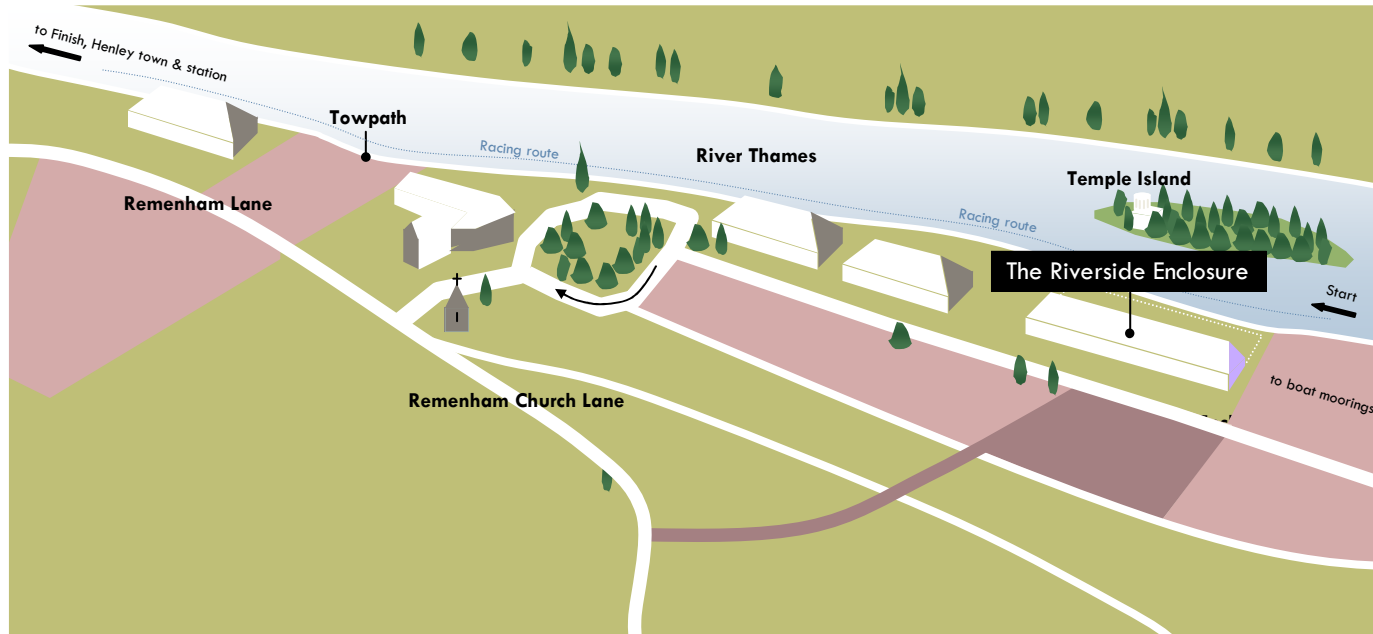 to Finish, Henley town & station
Towpath
Racing route
River Thames
Temple Island
Remenham Lane
Racing route
The Riverside Enclosure
Start
to boat moorings
Remenham Church Lane